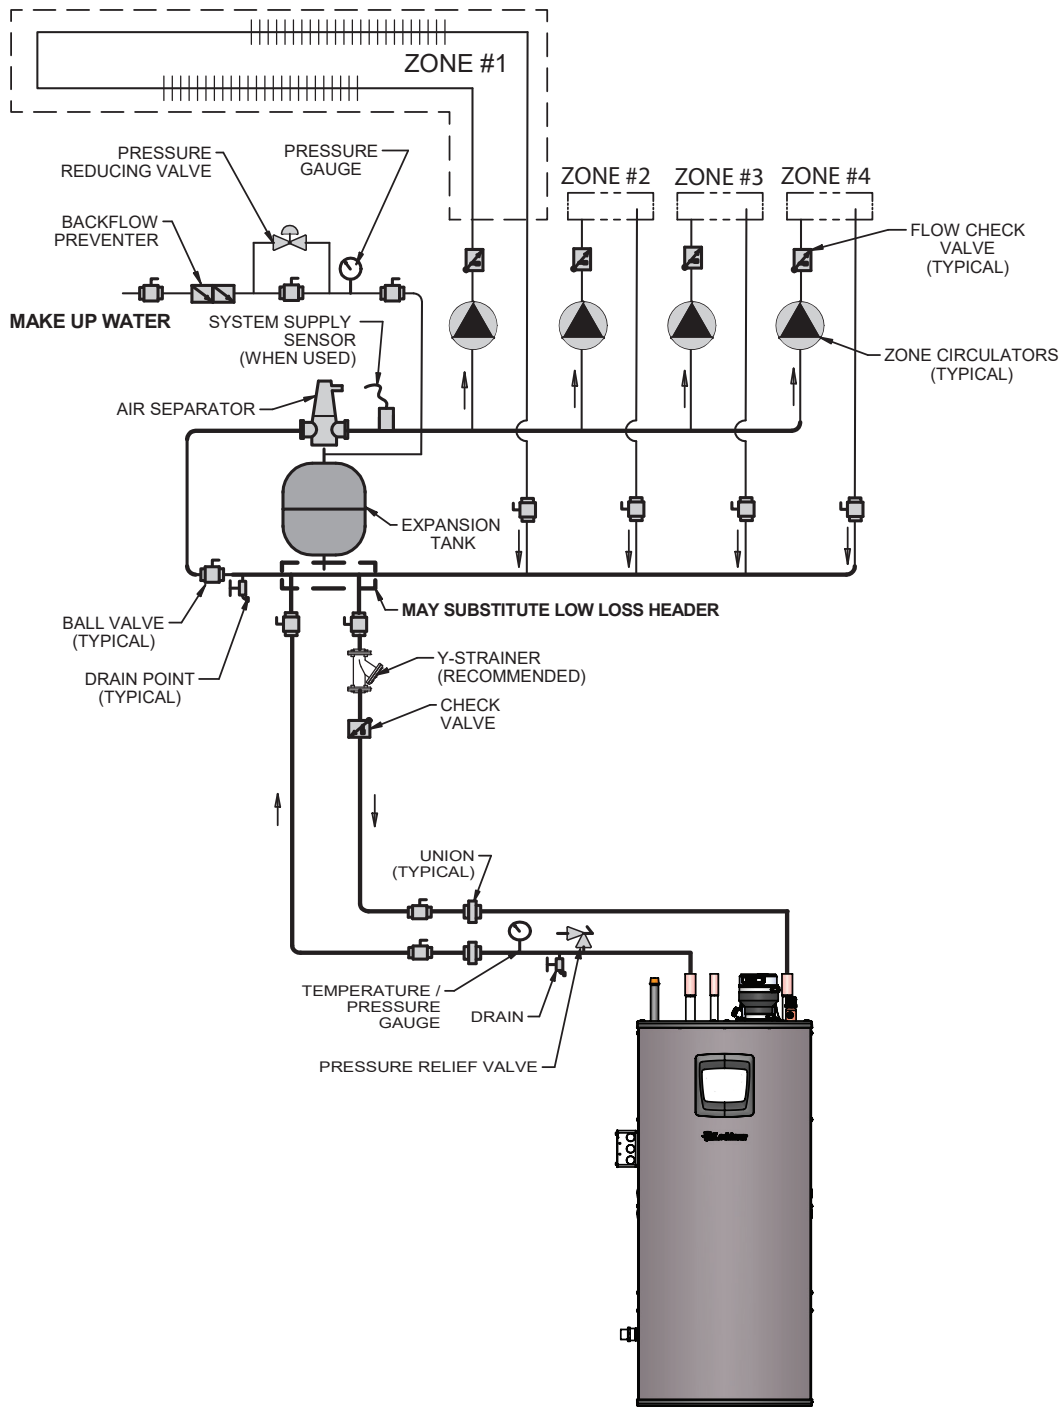 ZONE #1
PRESSURE
REDUCING VALVE
PRESSURE
GAUGE
ZONE #2
ZONE #3
ZONE #4
BACKFLOW
PREVENTER
FLOW CHECK
VALVE
(TYPICAL)
MAKE UP WATER
SYSTEM SUPPLY
SENSOR
(WHEN USED)
ZONE CIRCULATORS
(TYPICAL)
AIR SEPARATOR
EXPANSION
TANK
MAY SUBSTITUTE LOW LOSS HEADER
BALL VALVE
(TYPICAL)
Y-STRAINER
(RECOMMENDED)
DRAIN POINT
(TYPICAL)
CHECK
VALVE
UNION
(TYPICAL)
TEMPERATURE /
PRESSURE
GAUGE
DRAIN
PRESSURE RELIEF VALVE